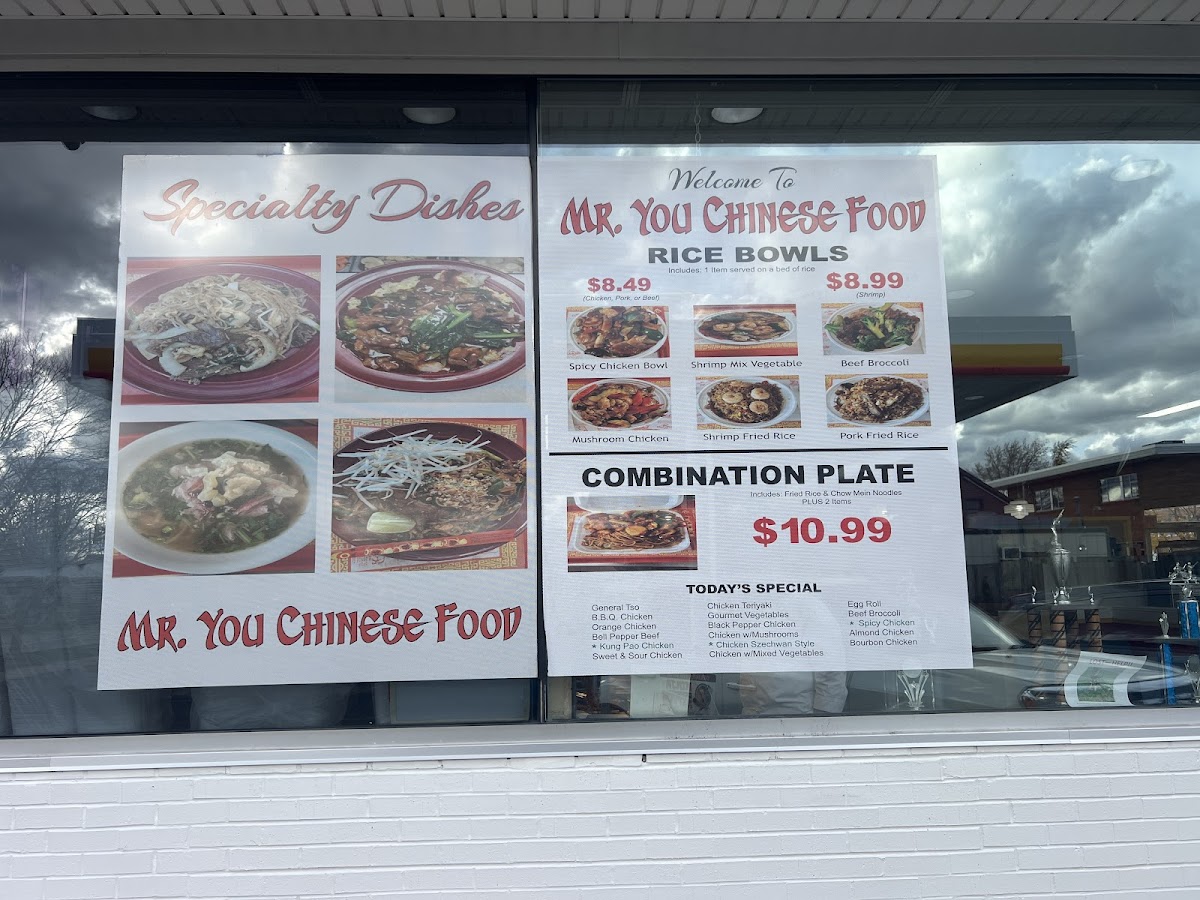 Specialty Dishes
MR. YOU CHINESE FOOD
Welcome To
MR. YOU CHINESE FOOD
RICE BOWLS
Includes: 1 Item served on a bed of rice
$8.49
(Chicken, Pork, or Beef)
$8.99
(Shrimp)
Spicy Chicken Bowl
Shrimp Mix Vegetable
Beef Broccoli
Mushroom Chicken
Shrimp Fried Rice
Pork Fried Rice
COMBINATION PLATE
Includes: Fried Rice & Chow Mein Noodles
PLUS 2 Items
$10.99
TODAY'S SPECIAL
General Tso
B.B.Q. Chicken
Orange Chicken
Bell Pepper Beef
* Kung Pao Chicken
Sweet & Sour Chicken
Chicken Teriyaki
Gourmet Vegetables
Black Pepper Chicken
Chicken w/Mushrooms
* Chicken Szechwan Style
Chicken w/Mixed Vegetables
Egg Roll
Beef Broccoli
* Spicy Chicken
Almond Chicken
Bourbon Chicken